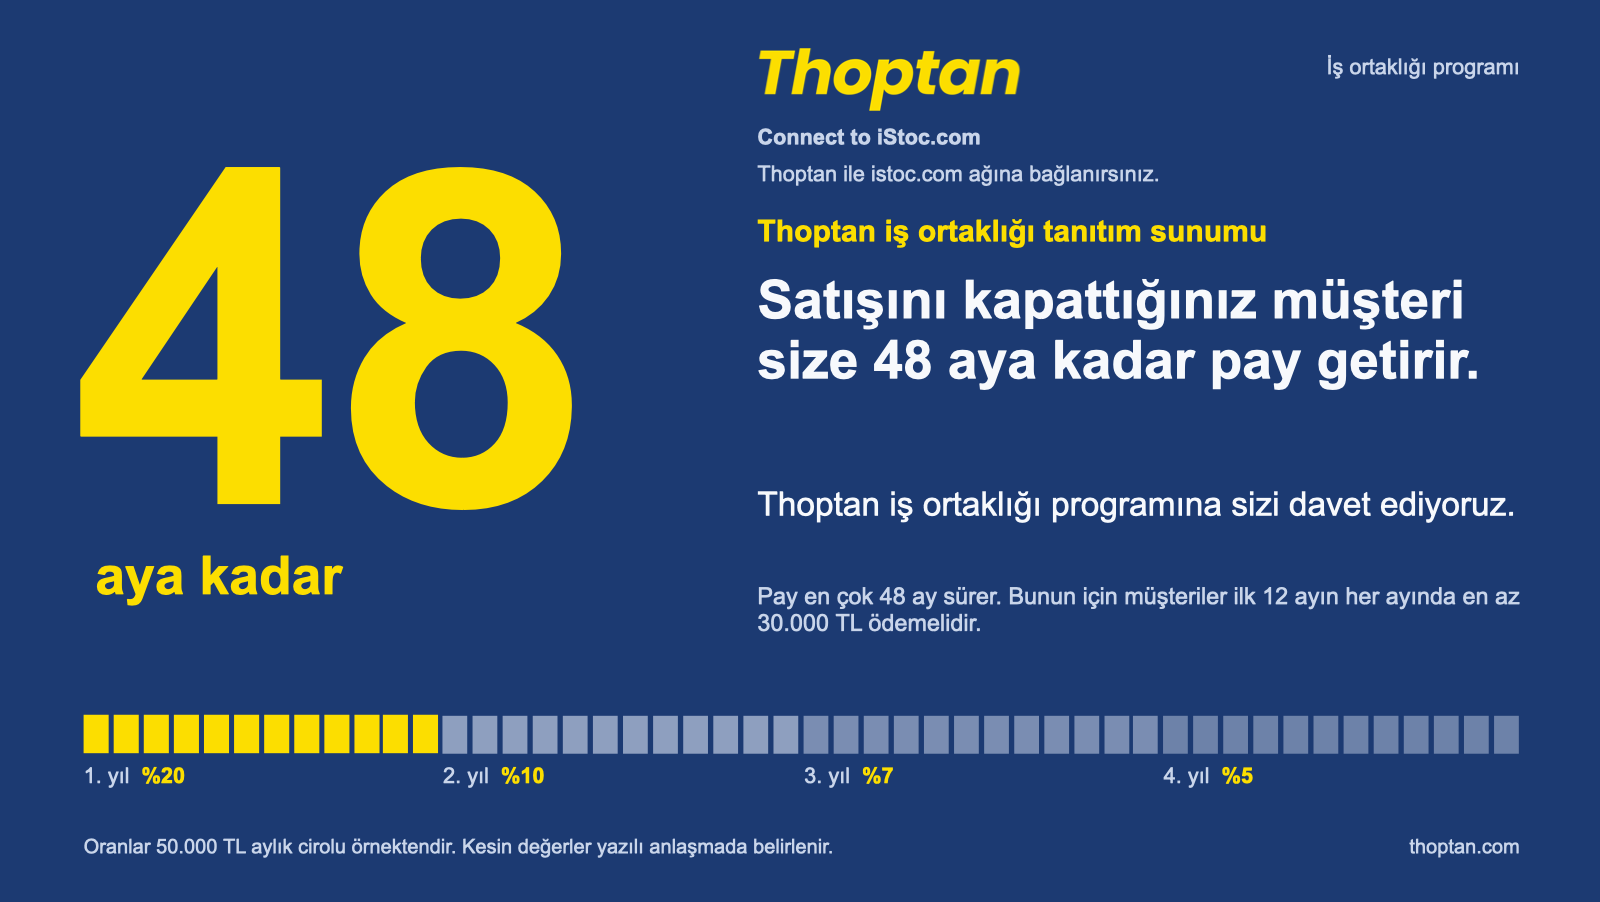 Thoptan
İş ortaklığı programı
Connect to iStoc.com
Thoptan ile istoc.com ağına bağlanırsınız.
48
aya kadar
Thoptan iş ortaklığı tanıtım sunumu
Satışını kapattığınız müşteri
size 48 aya kadar pay getirir.
Thoptan iş ortaklığı programına sizi davet ediyoruz.
Pay en çok 48 ay sürer. Bunun için müşteriler ilk 12 ayın her ayında en az
30.000 TL ödemelidir.
1. yıl %20
2. yıl %10
3. yıl %7
4. yıl %5
Oranlar 50.000 TL aylık cirolu örnektendir. Kesin değerler yazılı anlaşmada belirlenir.
thoptan.com